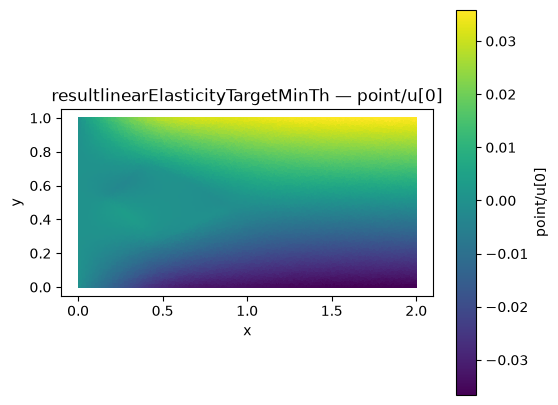 resultlinearElasticityTargetMinTh — point/u[0]
1.0
0.8
0.6
0.4
0.2
0.0
y
0.0 0.5 1.0 1.5 2.0
x
0.03
0.02
0.01
0.00
−0.01
−0.02
−0.03
point/u[0]